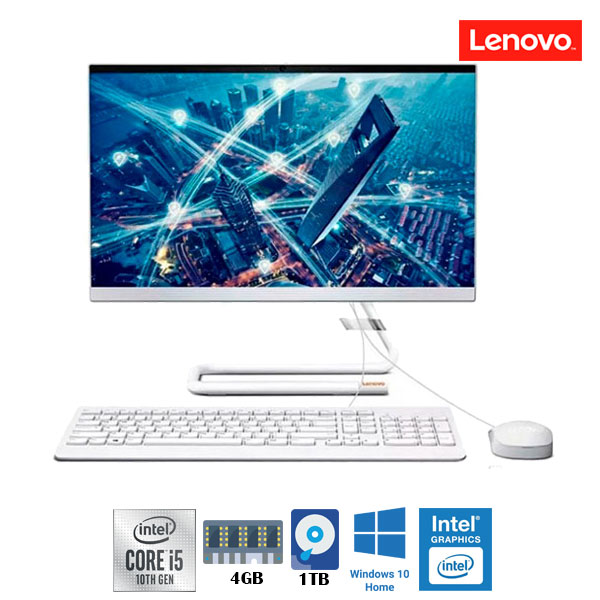 Lenovo
Lenovo
intel
CORE i5
10TH GEN
4GB
1TB
Windows 10
Home
Intel
GRAPHICS
intel